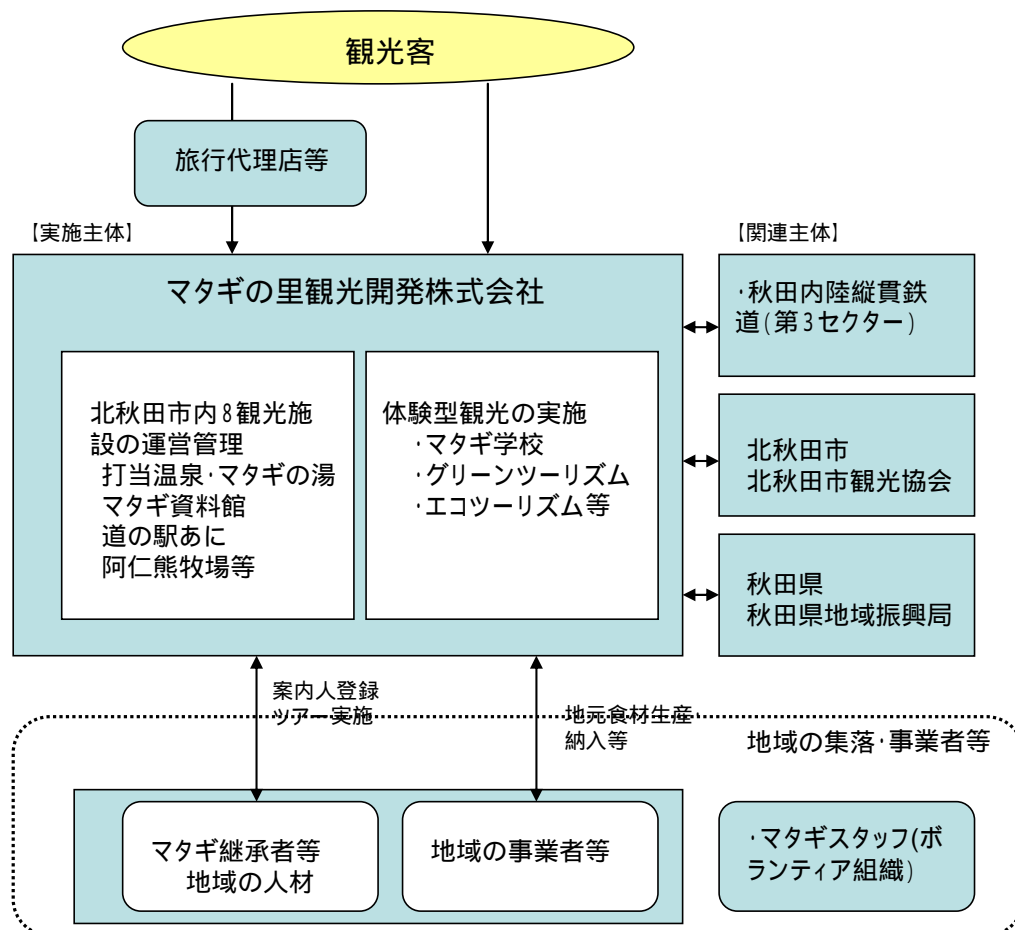 観光客
旅行代理店等
【実施主体】
【関連主体】
マタギの里観光開発株式会社
北秋田市内8観光施
設の運営管理
打当温泉・マタギの湯
マタギ資料館
道の駅あに
阿仁熊牧場等
体験型観光の実施
・マタギ学校
・グリーンツーリズム
・エコツーリズム等
・秋田内陸縦貫鉄
道(第3セクター)
北秋田市
北秋田市観光協会
秋田県
秋田県地域振興局
案内人登録
ツアー実施
地元食材生産・
納入等
地域の集落・事業者等
マタギ継承者等
地域の人材
地域の事業者等
・マタギスタッフ(ボ
ランティア組織)